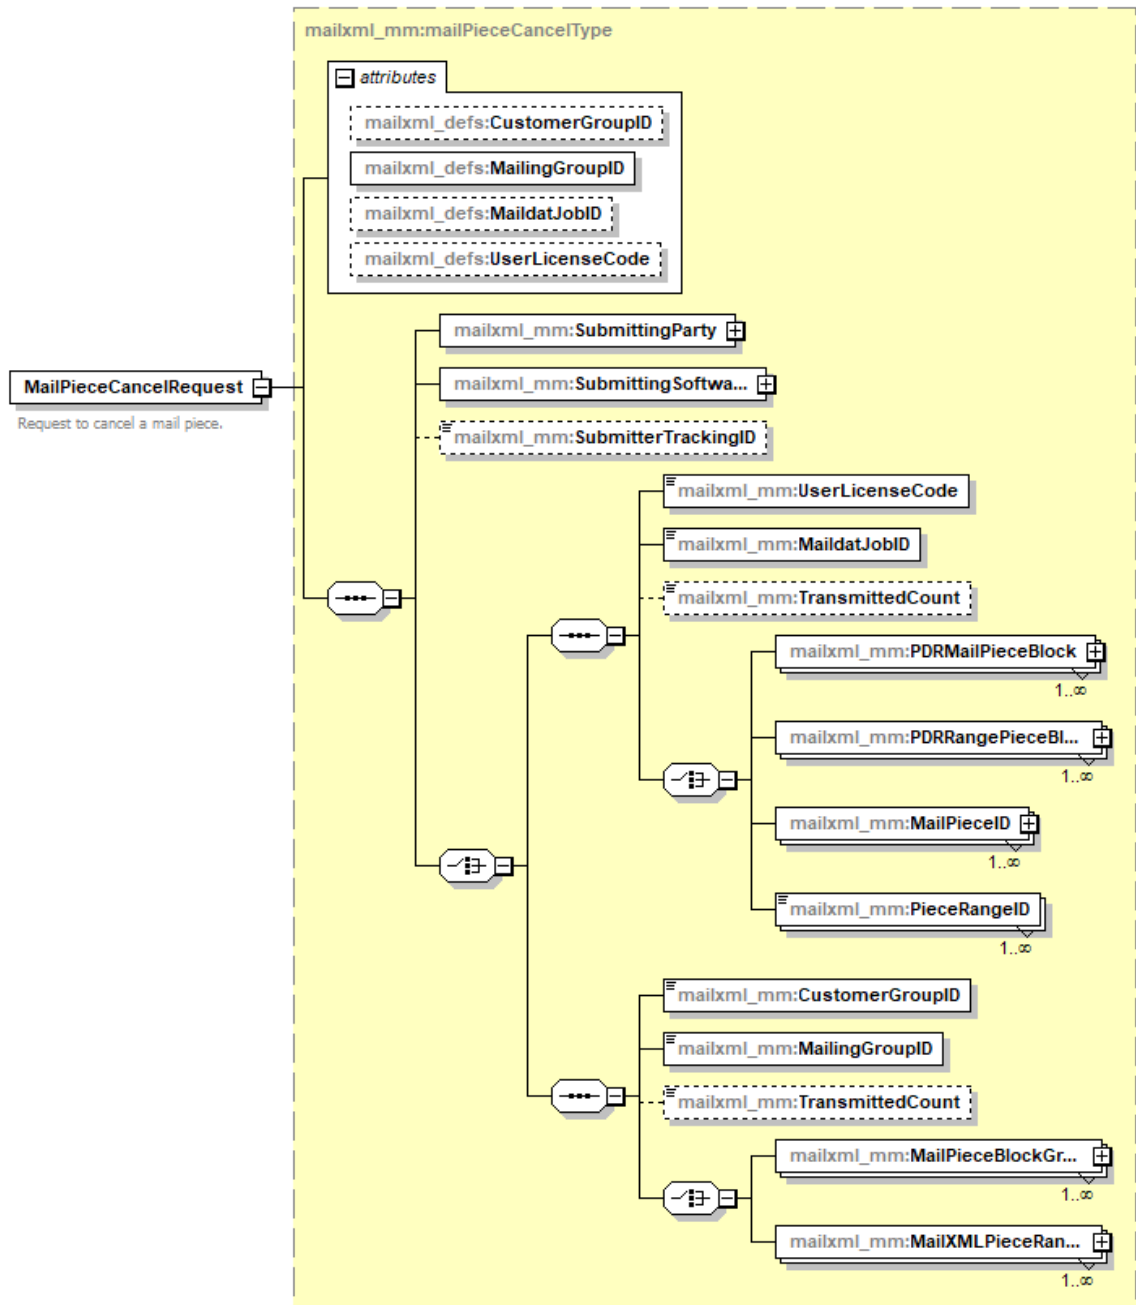 mailxml_mm:mailPieceCancelType
attributes
mailxml_defs:CustomerGroupID
mailxml_defs:MailingGroupID
mailxml_defs:MaildatJobID
mailxml_defs:UserLicenseCode
mailxml_mm:SubmittingParty
MailPieceCancelRequest
Request to cancel a mail piece.
mailxml_mm:SubmittingSoftwa...
mailxml_mm:SubmitterTrackingID
mailxml_mm:UserLicenseCode
mailxml_mm:MaildatJobID
mailxml_mm:TransmittedCount
mailxml_mm:PDRMailPieceBlock
1..∞
mailxml_mm:PDRRangePieceBl...
1..∞
mailxml_mm:MailPieceID
1..∞
mailxml_mm:PieceRangeID
1..∞
mailxml_mm:CustomerGroupID
mailxml_mm:MailingGroupID
mailxml_mm:TransmittedCount
mailxml_mm:MailPieceBlockGr...
1..∞
mailxml_mm:MailXMLPieceRan...
1..∞